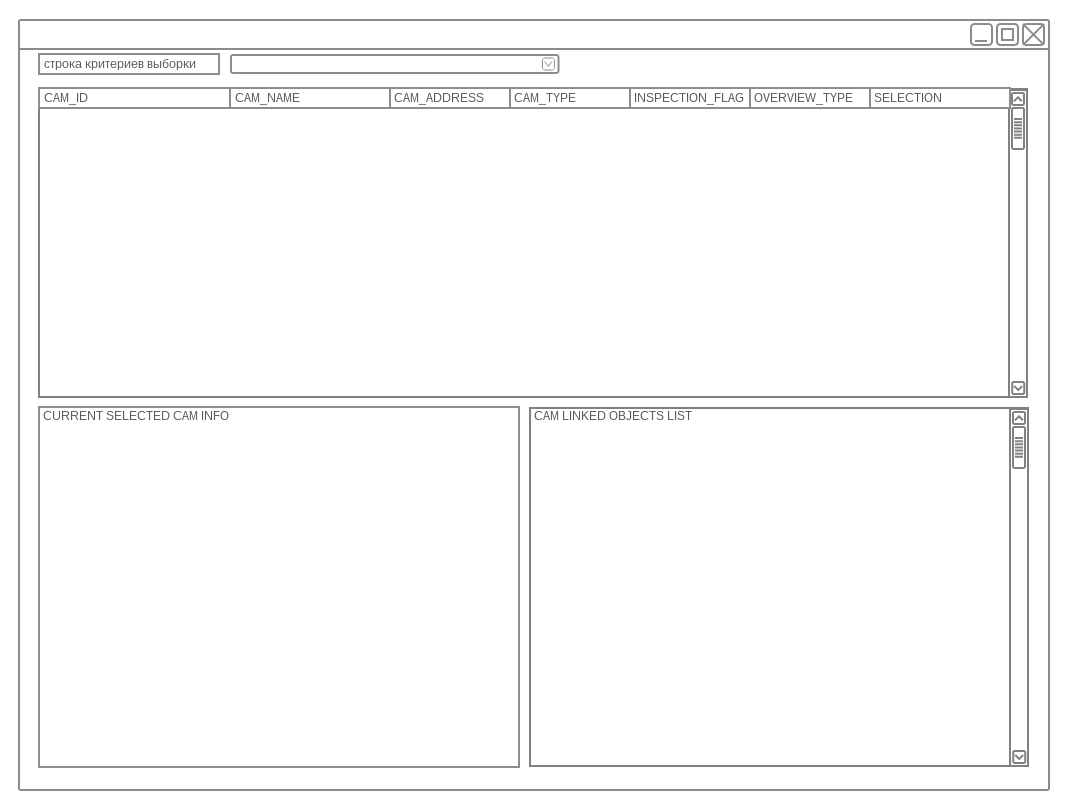 строка критериев выборки
CAM_ID CAM_NAME CAM_ADDRESS CAM_TYPE INSPECTION_FLAG OVERVIEW_TYPE SELECTION
CURRENT SELECTED CAM INFO
CAM LINKED OBJECTS LIST